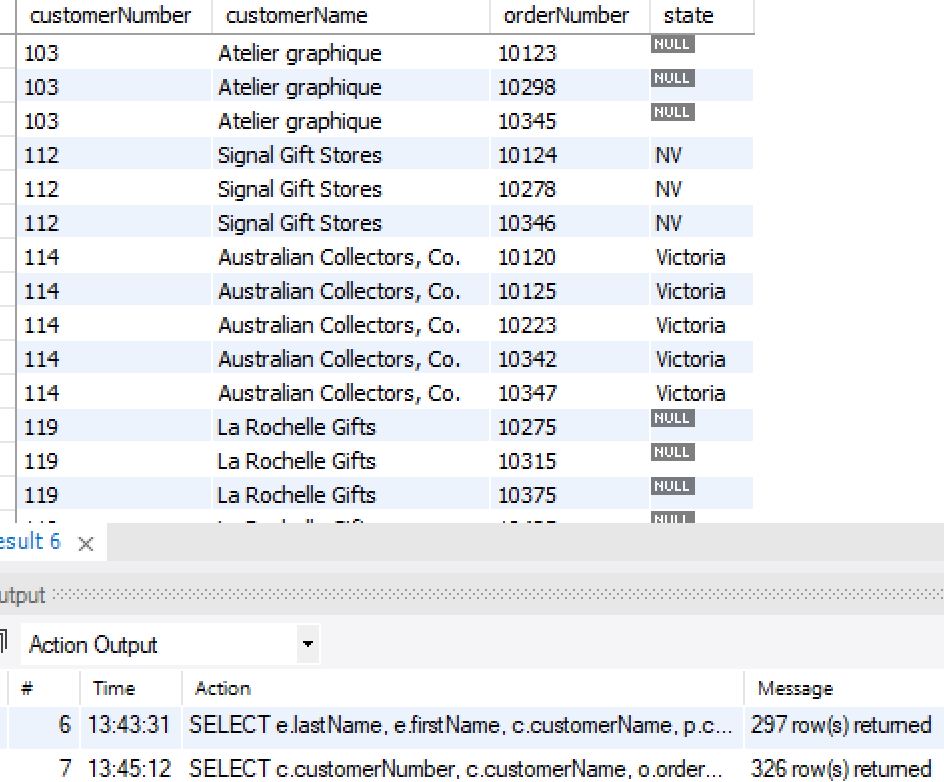 customerNumber customerName orderNumber state
103 Atelier graphique 10123 NULL
103 Atelier graphique 10298 NULL
103 Atelier graphique 10345 NULL
112 Signal Gift Stores 10124 NV
112 Signal Gift Stores 10278 NV
112 Signal Gift Stores 10346 NV
114 Australian Collectors, Co. 10120 Victoria
114 Australian Collectors, Co. 10125 Victoria
114 Australian Collectors, Co. 10223 Victoria
114 Australian Collectors, Co. 10342 Victoria
114 Australian Collectors, Co. 10347 Victoria
119 La Rochelle Gifts 10275 NULL
119 La Rochelle Gifts 10315 NULL
119 La Rochelle Gifts 10375 NULL
NULL
esult 6 ×
utput
Action Output
# Time Action Message
6 13:43:31 SELECT e.lastName, e.firstName, c.customerName, p.c... 297 row(s) returned
7 13:45:12 SELECT c.customerNumber, c.customerName, o.order... 326 row(s) returned